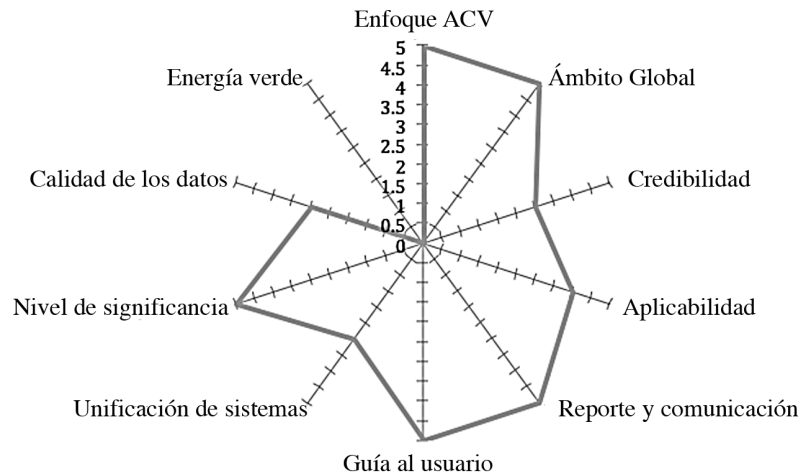 Enfoque ACV
5
4.5
4
3.5
3
2.5
2
1.5
1
0.5
0
Energía verde
Ámbito Global
Calidad de los datos
Credibilidad
Nivel de significancia
Aplicabilidad
Unificación de sistemas
Reporte y comunicación
Guía al usuario